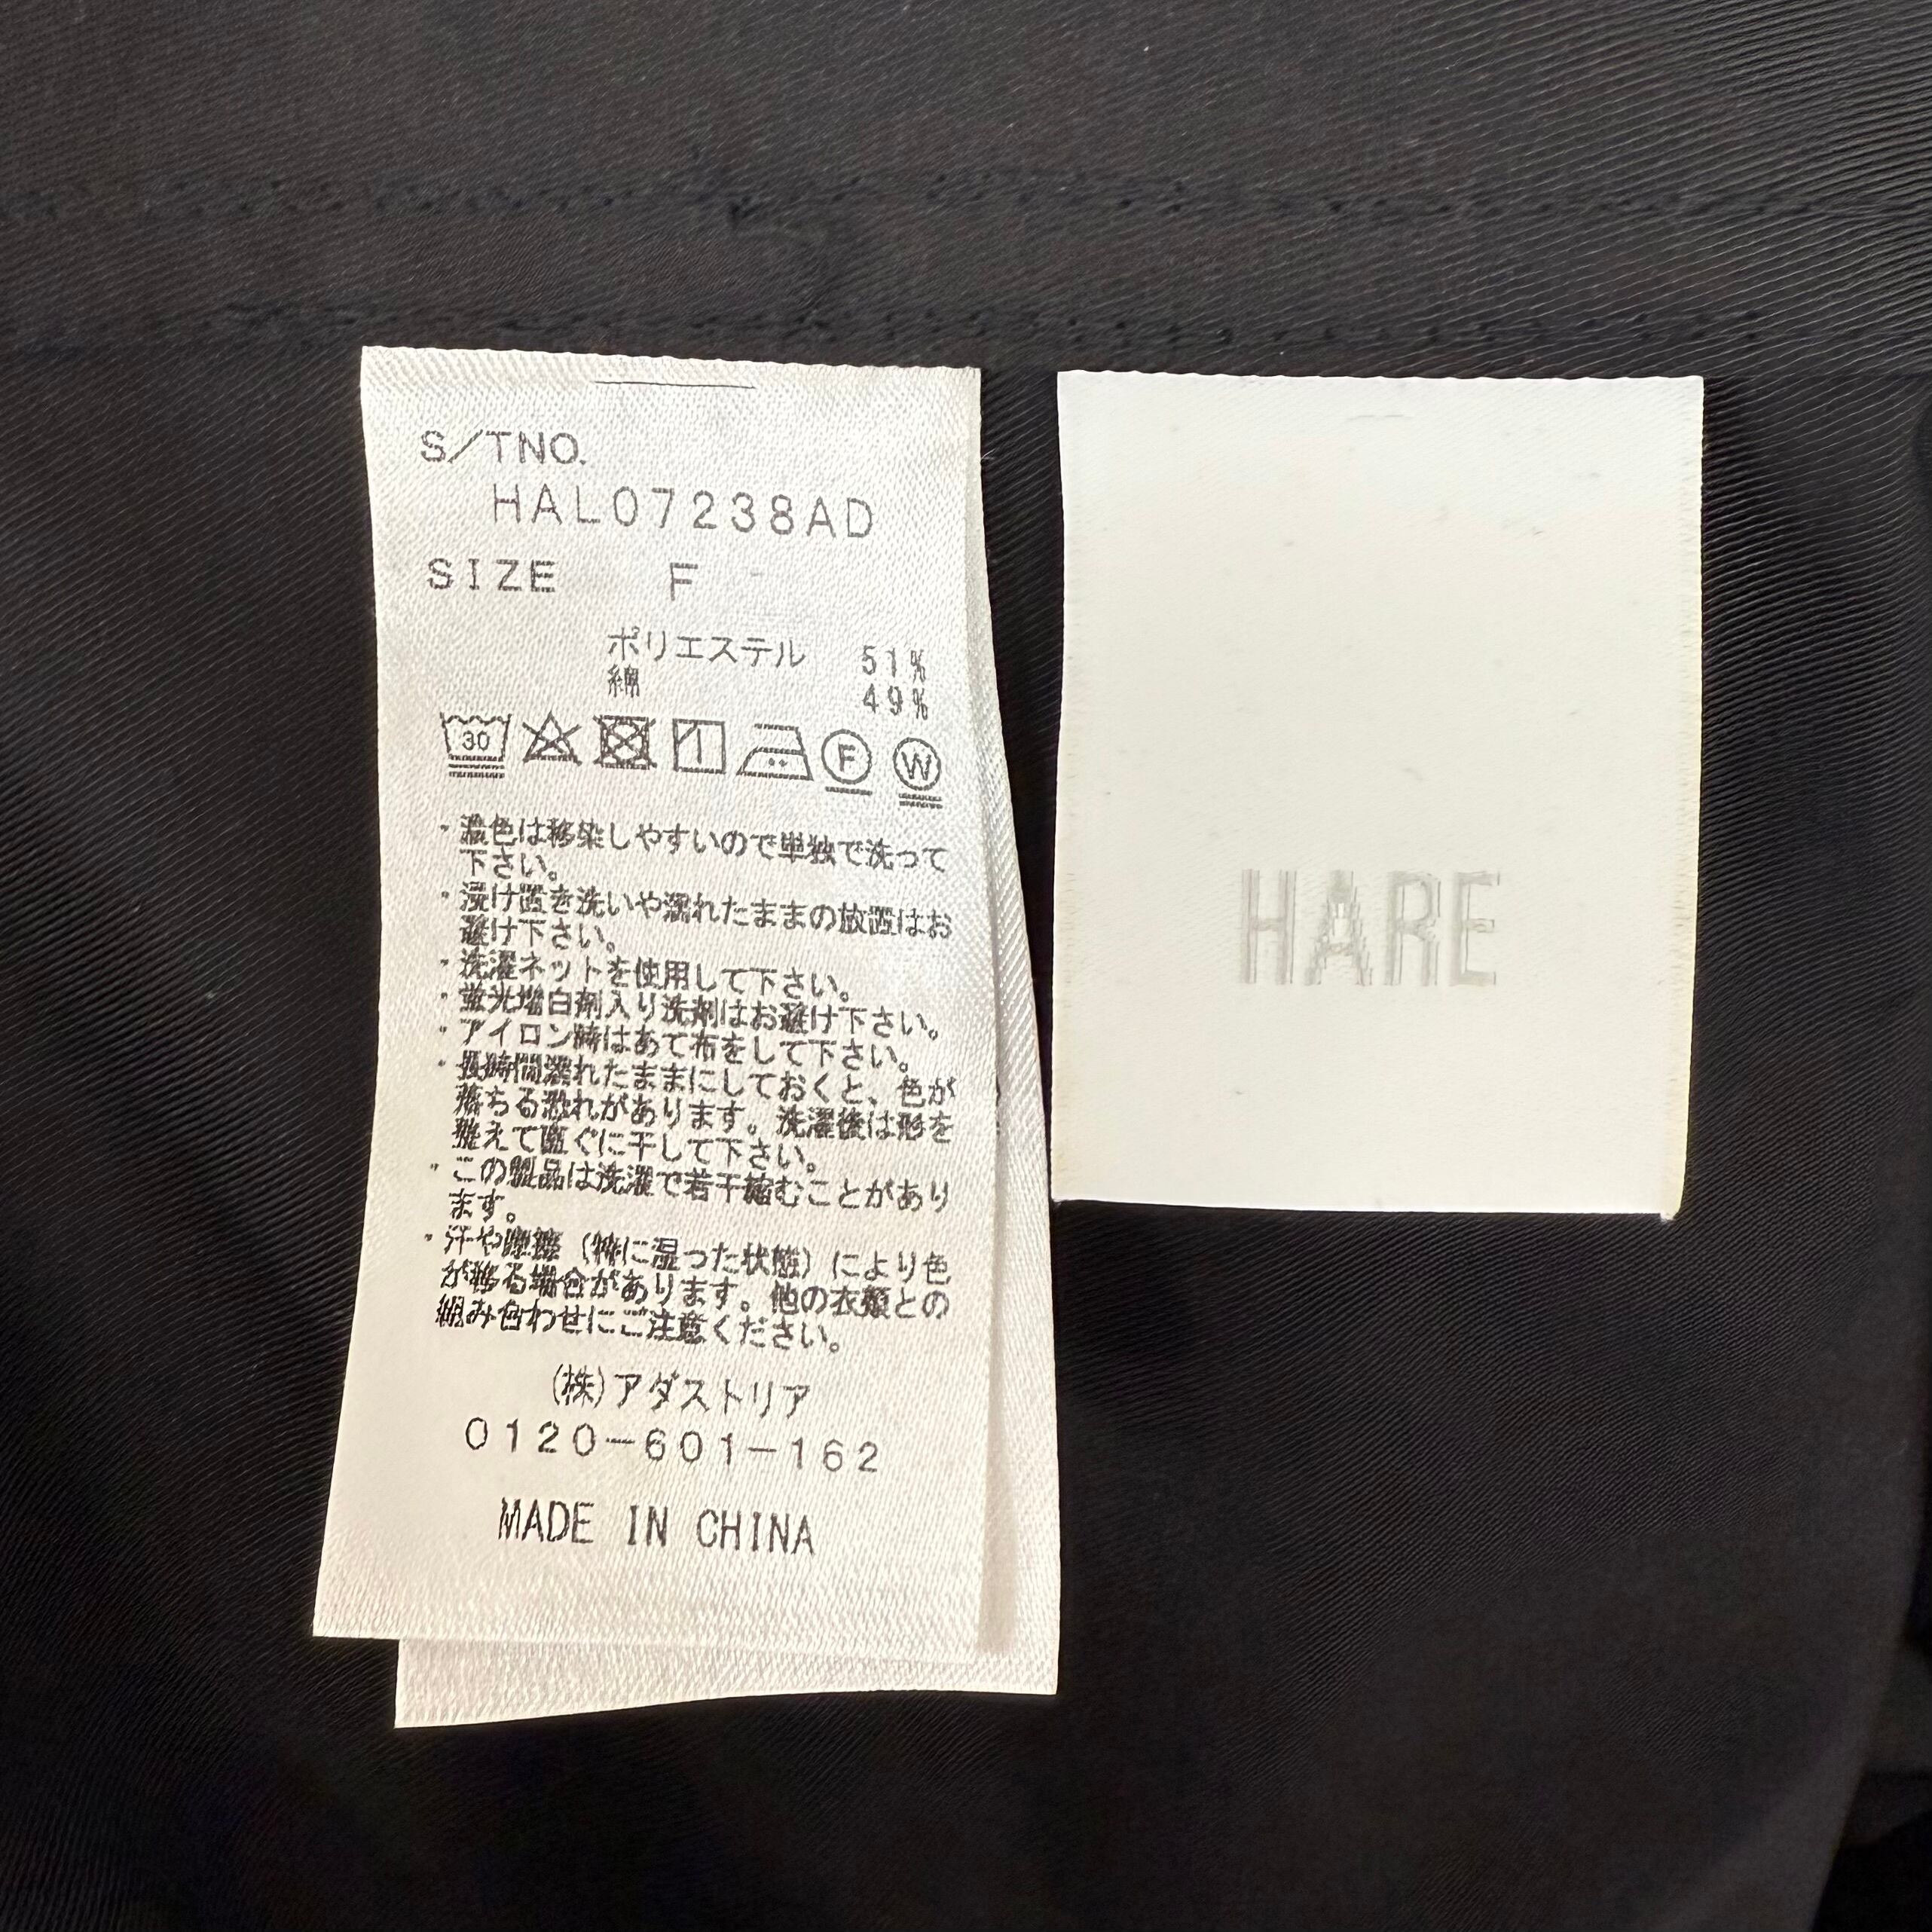 S/TNO.
HAL07238AD
SIZE F
ポリエステル 51%
綿 49%
30
F W
・濃色は移染しやすいので単独で洗って
下さい。
・浸け置き洗いや濡れたままの放置はお
避け下さい。
・洗濯ネットを使用して下さい。
・蛍光増白剤入り洗剤はお避け下さい。
・アイロン時はあて布をして下さい。
・長時間濡れたままにしておくと、色が
落ちる恐れがあります。洗濯後は形を
整えて直ぐに干して下さい。
・この製品は洗濯で若干縮むことがあり
ます。
・汗や摩擦（特に湿った状態）により色
が移る場合があります。他の衣類との
組み合わせにご注意ください。
(株)アダストリア
0120-601-162
MADE IN CHINA
HARE